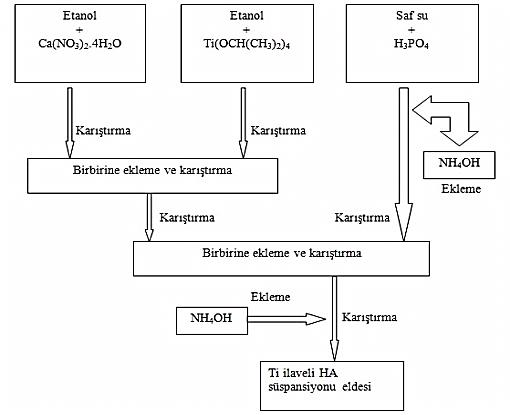 Etanol
+
Ca(NO3)2.4H2O
Etanol
+
Ti(OCH(CH3)2)4
Saf su
+
H3PO4
Karıştırma
Karıştırma
NH4OH
Ekleme
Birbirine ekleme ve karıştırma
Karıştırma
Karıştırma
Birbirine ekleme ve karıştırma
Ekleme
NH4OH
Karıştırma
Ti ilaveli HA
süspansiyonu eldesi